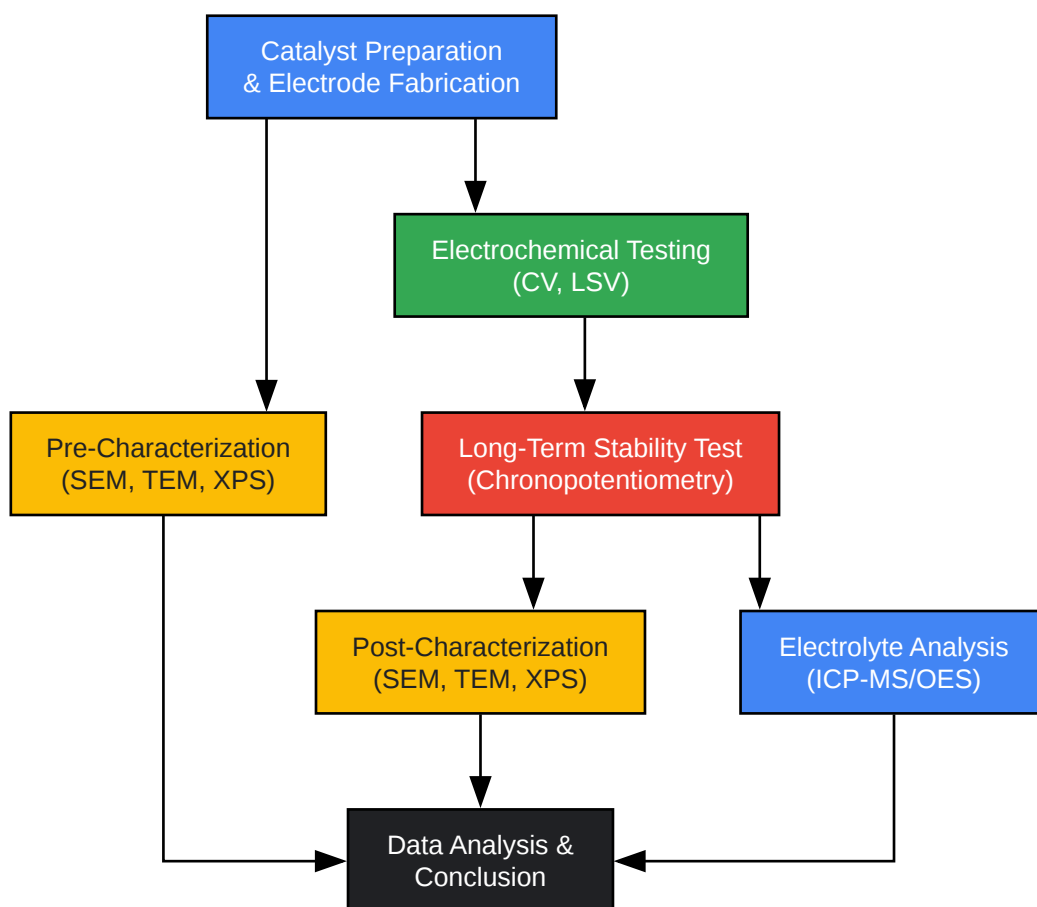 Catalyst Preparation
& Electrode Fabrication
Electrochemical Testing
(CV, LSV)
Pre-Characterization
(SEM, TEM, XPS)
Long-Term Stability Test
(Chronopotentiometry)
Post-Characterization
(SEM, TEM, XPS)
Electrolyte Analysis
(ICP-MS/OES)
Data Analysis &
Conclusion